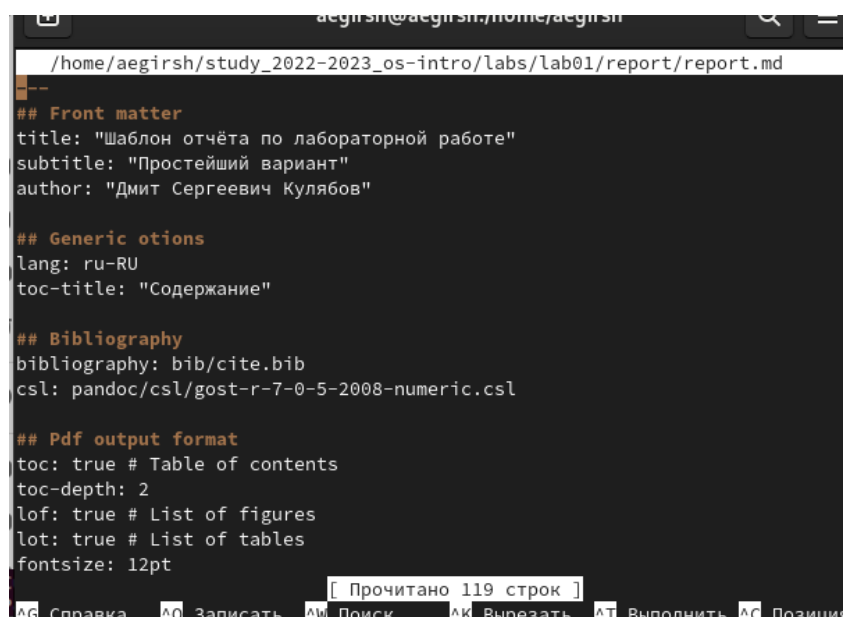 aegirsh@aegirsh:/home/aegirsh
/home/aegirsh/study_2022-2023_os-intro/labs/lab01/report/report.md
---
## Front matter
title: "Шаблон отчёта по лабораторной работе"
subtitle: "Простейший вариант"
author: "Дмит Сергеевич Кулябов"
## Generic otions
lang: ru-RU
toc-title: "Содержание"
## Bibliography
bibliography: bib/cite.bib
csl: pandoc/csl/gost-r-7-0-5-2008-numeric.csl
## Pdf output format
toc: true # Table of contents
toc-depth: 2
lof: true # List of figures
lot: true # List of tables
fontsize: 12pt
[ Прочитано 119 строк ]
^G Справка ^O Записать ^W Поиск ^K Вырезать ^T Выполнить ^C Позиция